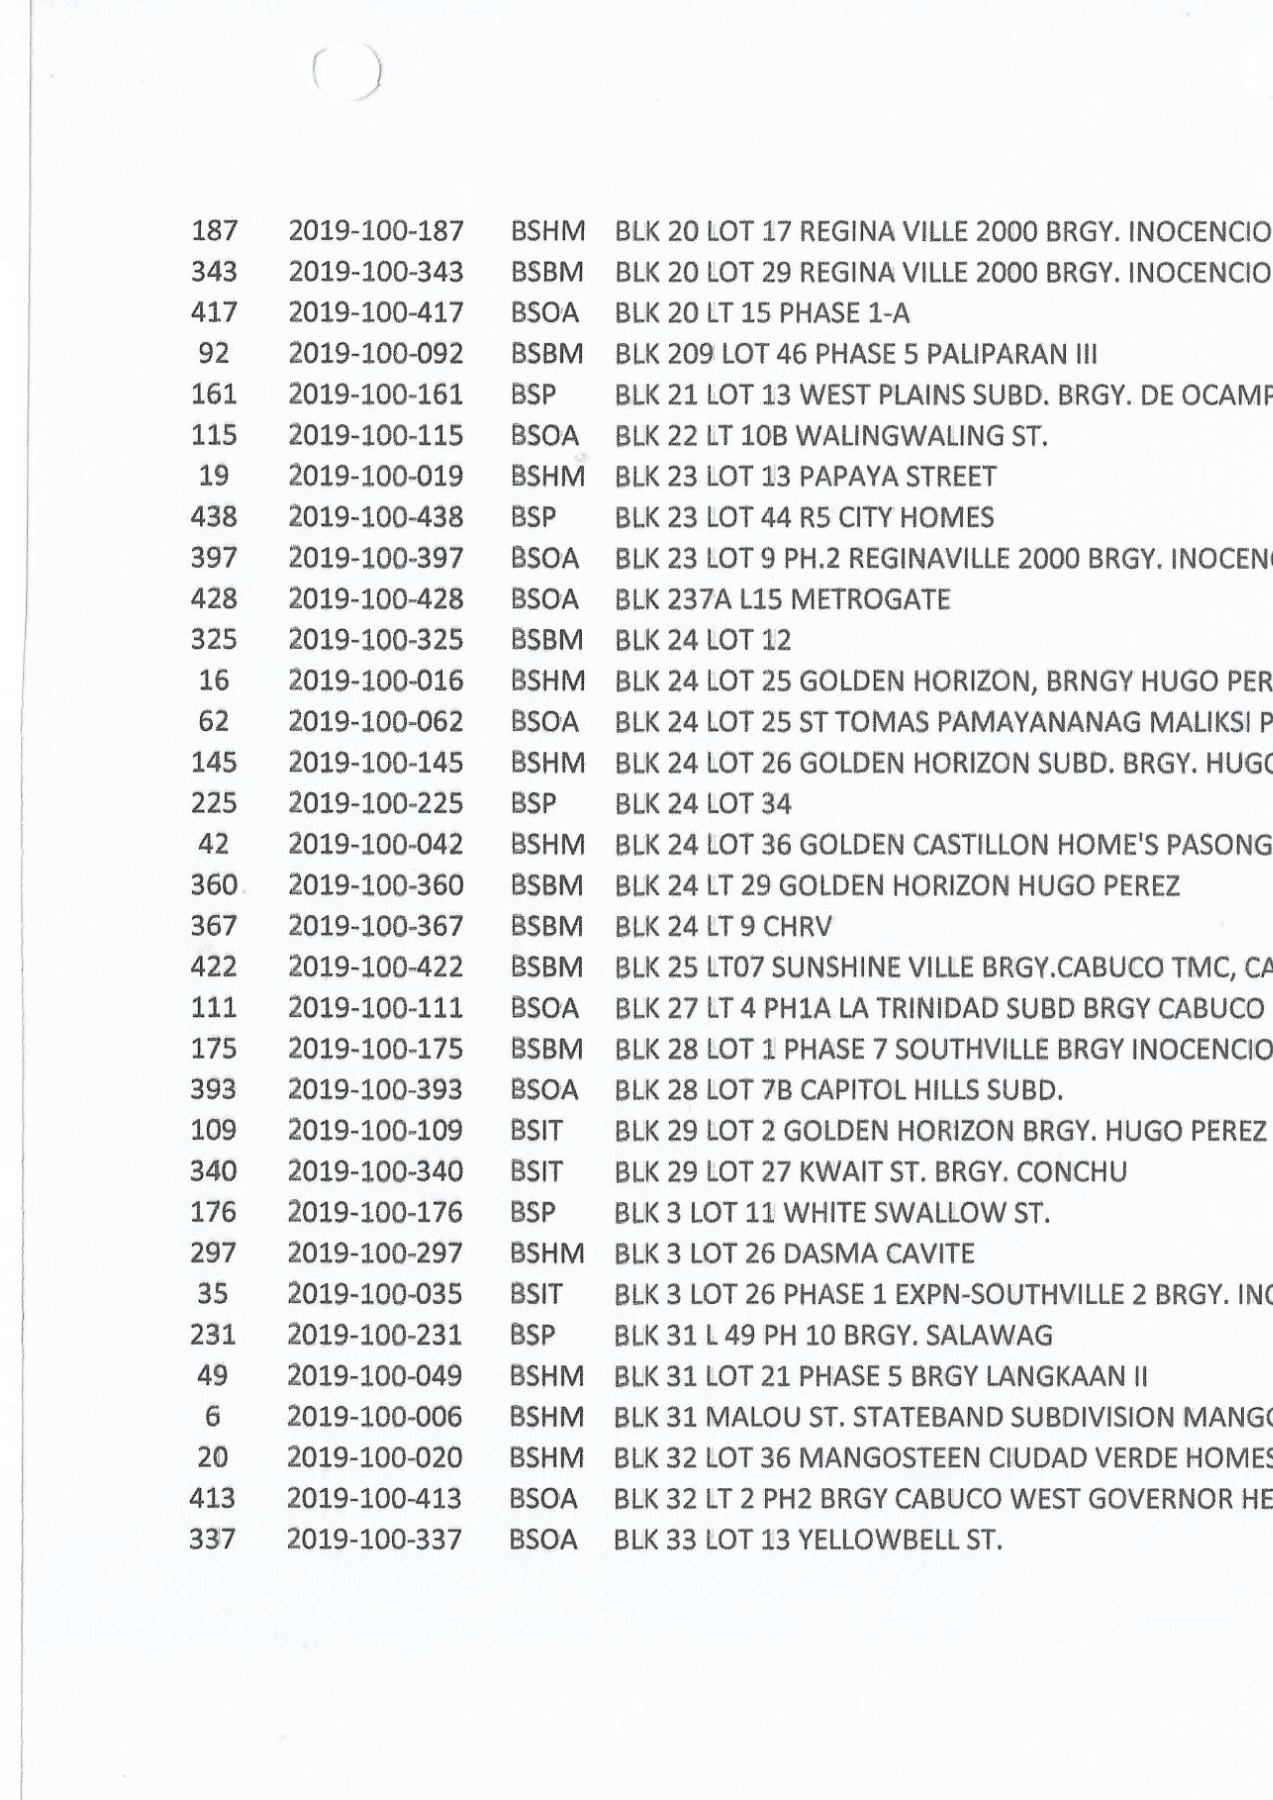 187 2019-100-187 BSHM BLK 20 LOT 17 REGINA VILLE 2000 BRGY. INOCENCIO
343 2019-100-343 BSBM BLK 20 LOT 29 REGINA VILLE 2000 BRGY. INOCENCIO
417 2019-100-417 BSOA BLK 20 LT 15 PHASE 1-A
92 2019-100-092 BSBM BLK 209 LOT 46 PHASE 5 PALIPARAN III
161 2019-100-161 BSP BLK 21 LOT 13 WEST PLAINS SUBD. BRGY. DE OCAMP
115 2019-100-115 BSOA BLK 22 LT 10B WALINGWALING ST.
19 2019-100-019 BSHM BLK 23 LOT 13 PAPAYA STREET
438 2019-100-438 BSP BLK 23 LOT 44 R5 CITY HOMES
397 2019-100-397 BSOA BLK 23 LOT 9 PH.2 REGINAVILLE 2000 BRGY. INOCEN
428 2019-100-428 BSOA BLK 237A L15 METROGATE
325 2019-100-325 BSBM BLK 24 LOT 12
16 2019-100-016 BSHM BLK 24 LOT 25 GOLDEN HORIZON, BRNGY HUGO PER
62 2019-100-062 BSOA BLK 24 LOT 25 ST TOMAS PAMAYANANAG MALIKSI P
145 2019-100-145 BSHM BLK 24 LOT 26 GOLDEN HORIZON SUBD. BRGY. HUGO
225 2019-100-225 BSP BLK 24 LOT 34
42 2019-100-042 BSHM BLK 24 LOT 36 GOLDEN CASTILLON HOME'S PASONG
360 2019-100-360 BSBM BLK 24 LT 29 GOLDEN HORIZON HUGO PEREZ
367 2019-100-367 BSBM BLK 24 LT 9 CHRV
422 2019-100-422 BSBM BLK 25 LT07 SUNSHINE VILLE BRGY.CABUCO TMC, CA
111 2019-100-111 BSOA BLK 27 LT 4 PH1A LA TRINIDAD SUBD BRGY CABUCO
175 2019-100-175 BSBM BLK 28 LOT 1 PHASE 7 SOUTHVILLE BRGY INOCENCIO
393 2019-100-393 BSOA BLK 28 LOT 7B CAPITOL HILLS SUBD.
109 2019-100-109 BSIT BLK 29 LOT 2 GOLDEN HORIZON BRGY. HUGO PEREZ
340 2019-100-340 BSIT BLK 29 LOT 27 KWAIT ST. BRGY. CONCHU
176 2019-100-176 BSP BLK 3 LOT 11 WHITE SWALLOW ST.
297 2019-100-297 BSHM BLK 3 LOT 26 DASMA CAVITE
35 2019-100-035 BSIT BLK 3 LOT 26 PHASE 1 EXPN-SOUTHVILLE 2 BRGY. INO
231 2019-100-231 BSP BLK 31 L 49 PH 10 BRGY. SALAWAG
49 2019-100-049 BSHM BLK 31 LOT 21 PHASE 5 BRGY LANGKAAN II
6 2019-100-006 BSHM BLK 31 MALOU ST. STATEBAND SUBDIVISION MANGO
20 2019-100-020 BSHM BLK 32 LOT 36 MANGOSTEEN CIUDAD VERDE HOMES
413 2019-100-413 BSOA BLK 32 LT 2 PH2 BRGY CABUCO WEST GOVERNOR HE
337 2019-100-337 BSOA BLK 33 LOT 13 YELLOWBELL ST.